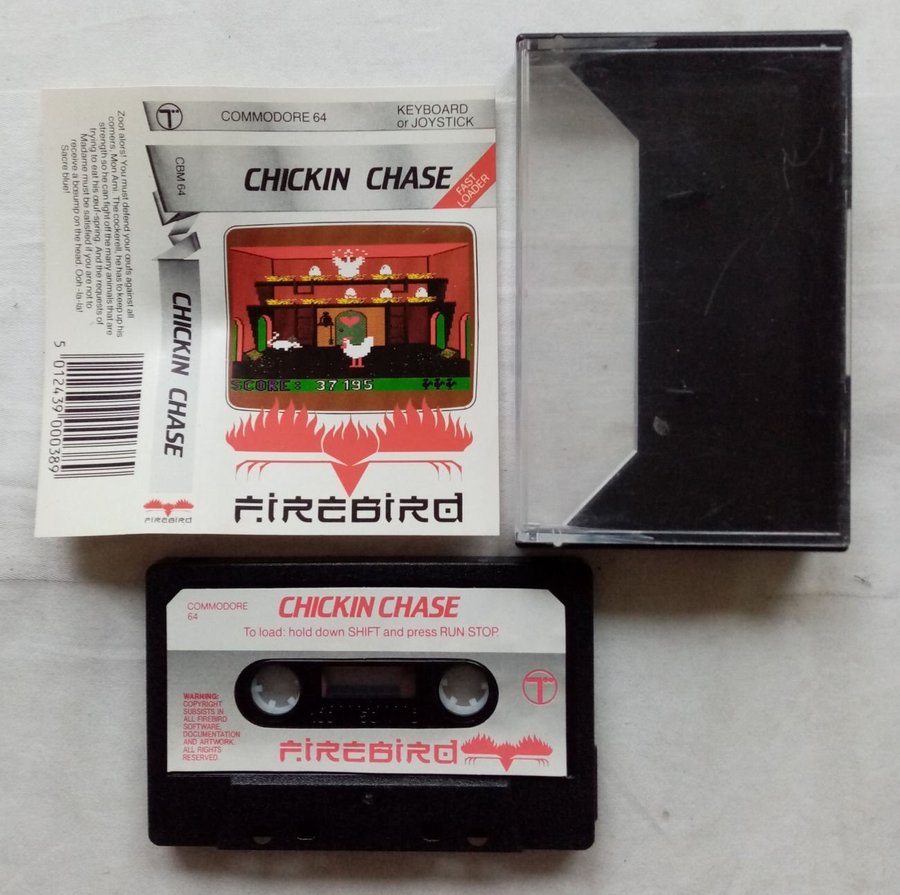 COMMODORE 64
KEYBOARD
or JOYSTICK
CBM 64
CHICKIN CHASE
FAST
LOADER
Zoot alors! You must defend your œufs against all
corners. Mon Ami. The cockerell, he has to keep up his
strength so he can fight off the many animals that are
trying to eat his œuf-spring. And the requests of
Madame must be satisfied if you are not to
receive a bœump on the head. Ooh-la-la!
Sacre blue!
CHICKIN CHASE
SCORE: 37195
5 012439 000389
FIREBIRD
FIREBIRD
COMMODORE
64
CHICKIN CHASE
To load: hold down SHIFT and press RUN STOP.
WARNING:
COPYRIGHT
SUBSISTS IN
ALL FIREBIRD
SOFTWARE,
DOCUMENTATION
AND ARTWORK.
ALL RIGHTS
RESERVED.
FIREBIRD